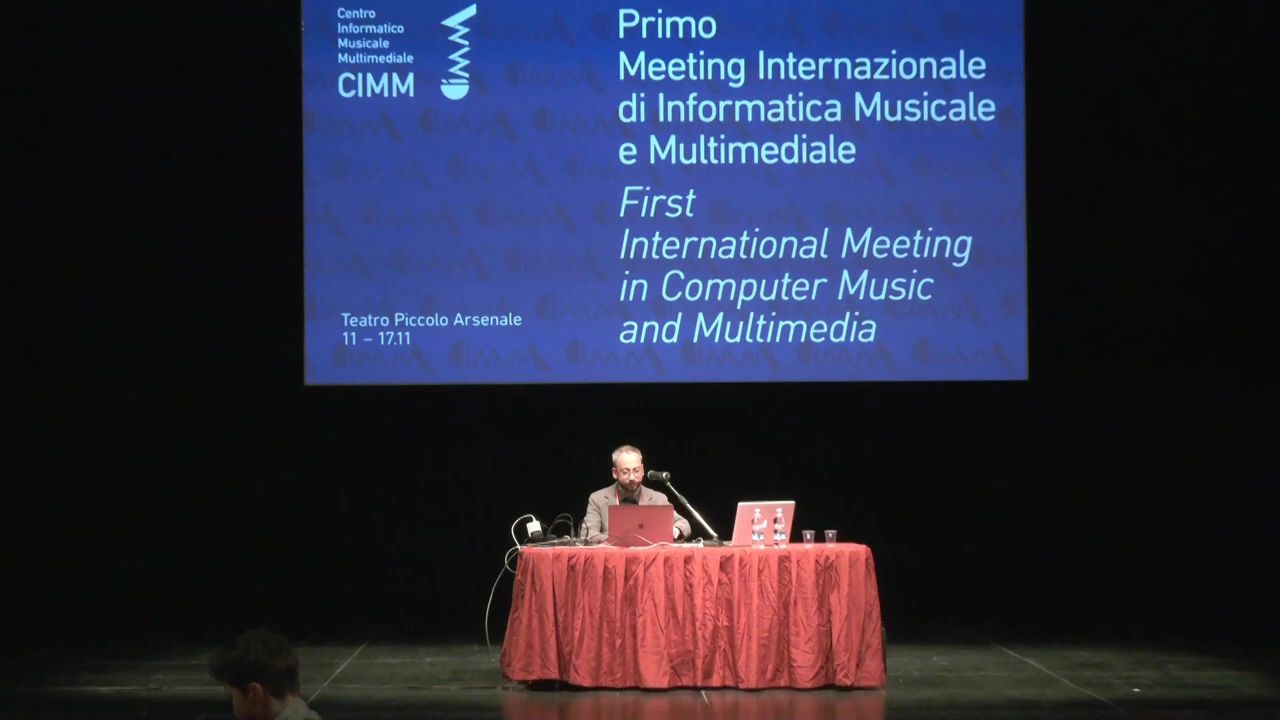 Centro
Informatico
Musicale
Multimediale
CIMM
Primo
Meeting Internazionale
di Informatica Musicale
e Multimediale
First
International Meeting
in Computer Music
and Multimedia
Teatro Piccolo Arsenale
11 – 17.11